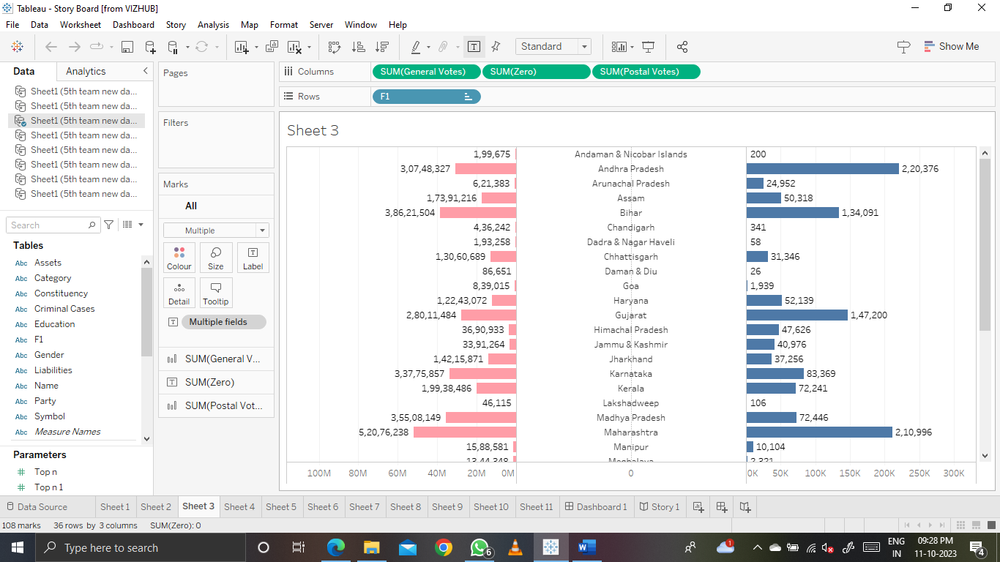 Tableau - Story Board [from VIZHUB]
File Data Worksheet Dashboard Story Analysis Map Format Server Window Help
Standard
Show Me
Data Analytics
Sheet1 (5th team new da...
Sheet1 (5th team new da...
Sheet1 (5th team new da...
Sheet1 (5th team new da...
Sheet1 (5th team new da...
Sheet1 (5th team new da...
Sheet1 (5th team new da...
Sheet1 (5th team new da...
Search
Tables
Abc Assets
Abc Category
Abc Constituency
Abc Criminal Cases
Abc Education
Abc F1
Abc Gender
Abc Liabilities
Abc Name
Abc Party
Abc Symbol
Abc Measure Names
Parameters
# Top n
# Top n 1
Pages
Filters
Marks
All
Multiple
Colour Size Label
Detail Tooltip
Multiple fields
SUM(General V...
SUM(Zero)
SUM(Postal Vot...
Columns SUM(General Votes) SUM(Zero) SUM(Postal Votes)
Rows F1
Sheet 3
1,99,675 Andaman & Nicobar Islands 200
3,07,48,327 Andhra Pradesh 2,20,376
6,21,383 Arunachal Pradesh 24,952
1,73,91,216 Assam 50,318
3,86,21,504 Bihar 1,34,091
4,36,242 Chandigarh 341
1,93,258 Dadra & Nagar Haveli 58
1,30,60,689 Chhattisgarh 31,346
86,651 Daman & Diu 26
8,39,015 Goa 1,939
1,22,43,072 Haryana 52,139
2,80,11,484 Gujarat 1,47,200
36,90,933 Himachal Pradesh 47,626
33,91,264 Jammu & Kashmir 40,976
1,42,15,871 Jharkhand 37,256
3,37,75,857 Karnataka 83,369
1,99,38,486 Kerala 72,241
46,115 Lakshadweep 106
3,55,08,149 Madhya Pradesh 72,446
5,20,76,238 Maharashtra 2,10,996
15,88,581 Manipur 10,104
13,44,348 Meghalaya 2,321
100M 80M 60M 40M 20M 0M 0 0K 50K 100K 150K 200K 250K 300K
Data Source Sheet 1 Sheet 2 Sheet 3 Sheet 4 Sheet 5 Sheet 6 Sheet 7 Sheet 8 Sheet 9 Sheet 10 Sheet 11 Dashboard 1 Story 1
108 marks 36 rows by 3 columns SUM(Zero): 0
Type here to search
6
1
ENG
IN
09:28 PM
11-10-2023
4